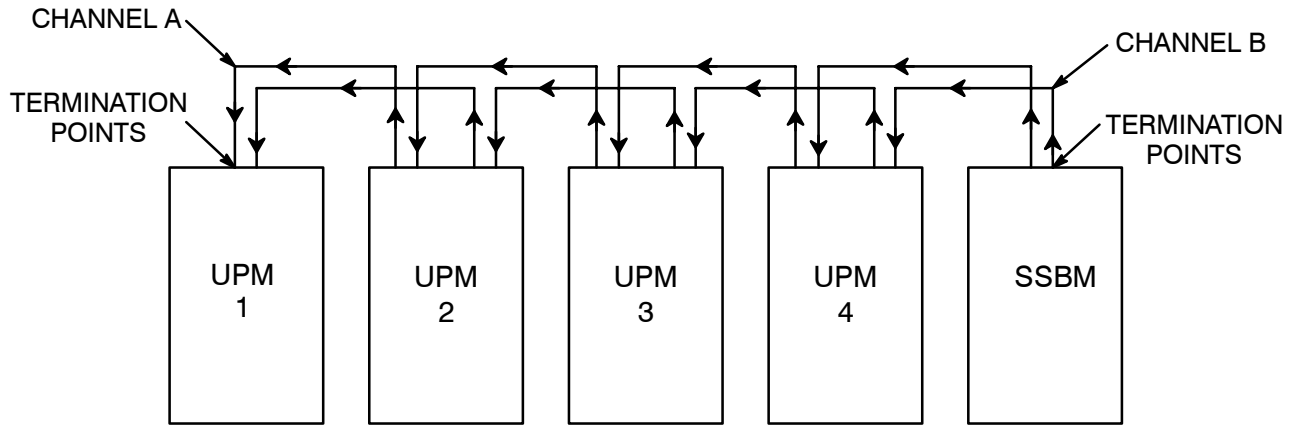 CHANNEL A
CHANNEL B
TERMINATION
POINTS
TERMINATION
POINTS
UPM
1
UPM
2
UPM
3
UPM
4
SSBM